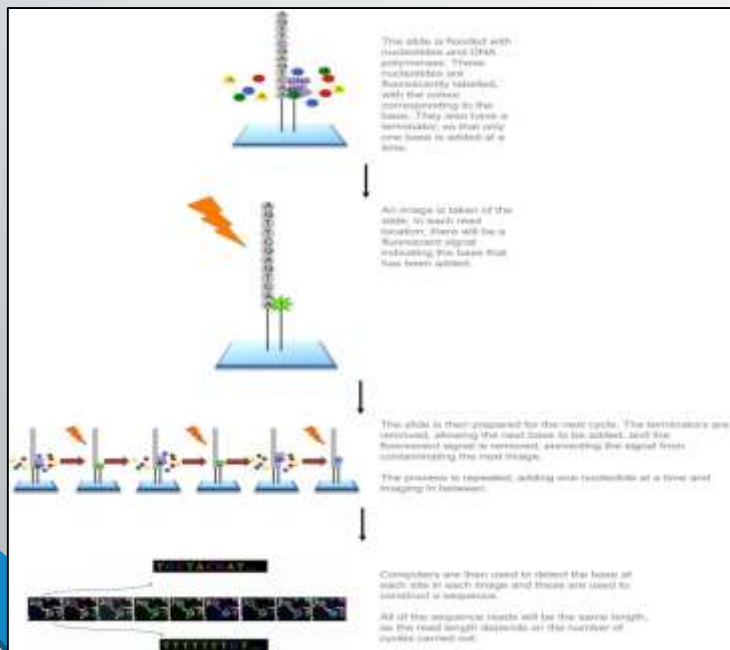 The slide is flooded with
nucleotides and DNA
polymerase. These
nucleotides are
fluorescently labelled,
with the colour
corresponding to the
base. They also have a
terminator, so that only
one base is added at a
time.
An image is taken of the
slide. In each read
location, there will be a
fluorescent signal
indicating the base that
has been added.
The slide is then prepared for the next cycle. The terminators are
removed, allowing the next base to be added, and the
fluorescent signal is removed, preventing the signal from
contaminating the next image.
The process is repeated, adding one nucleotide at a time and
imaging in between.
Computers are then used to detect the base at
each site in each image and these are used to
construct a sequence.
All of the sequence reads will be the same length,
as the read length depends on the number of
cycles carried out.